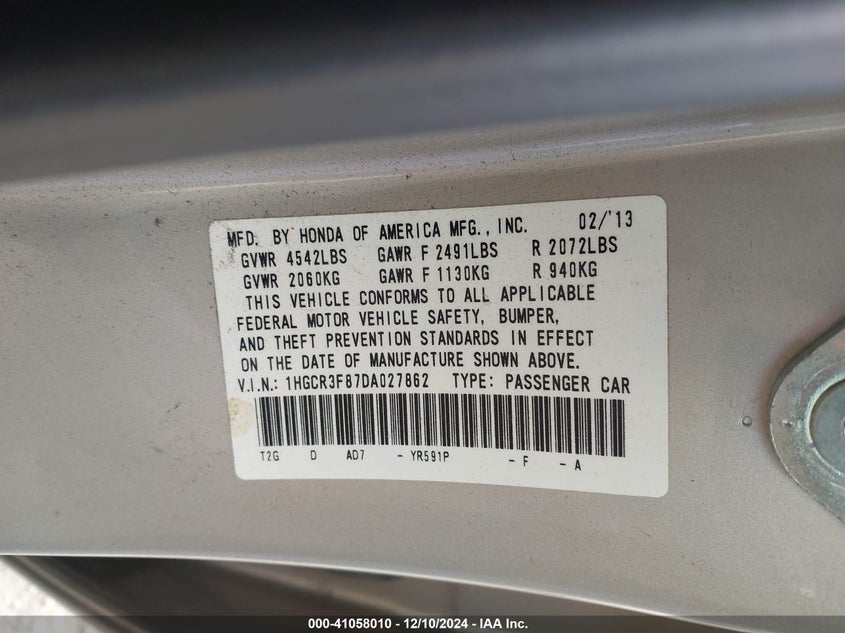 MFD. BY HONDA OF AMERICA MFG., INC. 02/'13
GVWR 4542LBS GAWR F 2491LBS R 2072LBS
GVWR 2060KG GAWR F 1130KG R 940KG
THIS VEHICLE CONFORMS TO ALL APPLICABLE
FEDERAL MOTOR VEHICLE SAFETY, BUMPER,
AND THEFT PREVENTION STANDARDS IN EFFECT
ON THE DATE OF MANUFACTURE SHOWN ABOVE.
V.I.N.: 1HGCR3F87DA027862 TYPE: PASSENGER CAR
T2G D AD7 - YR591P - F - A
000-41058010 - 12/10/2024 - IAA Inc.